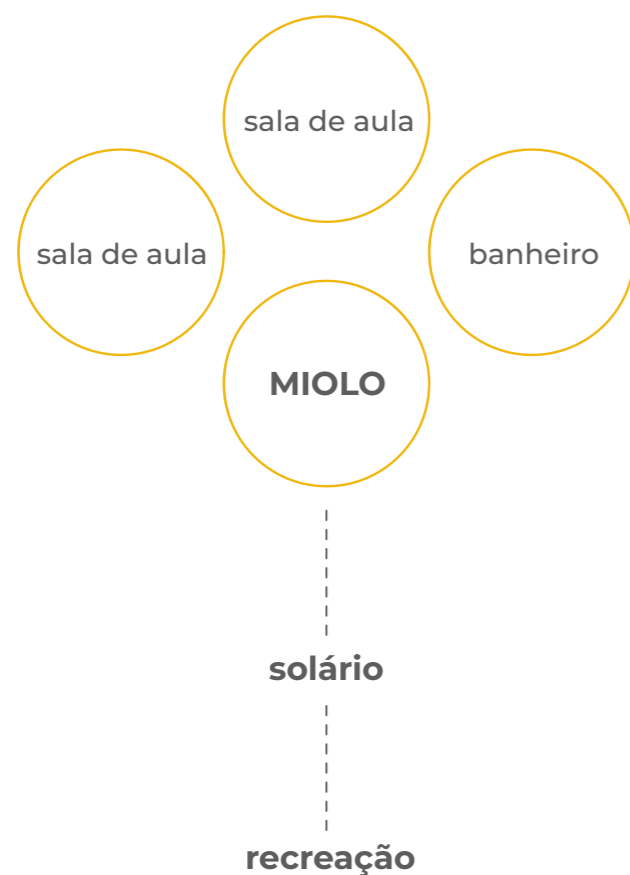 sala de aula
sala de aula
banheiro
MIOLO
solário
recreação